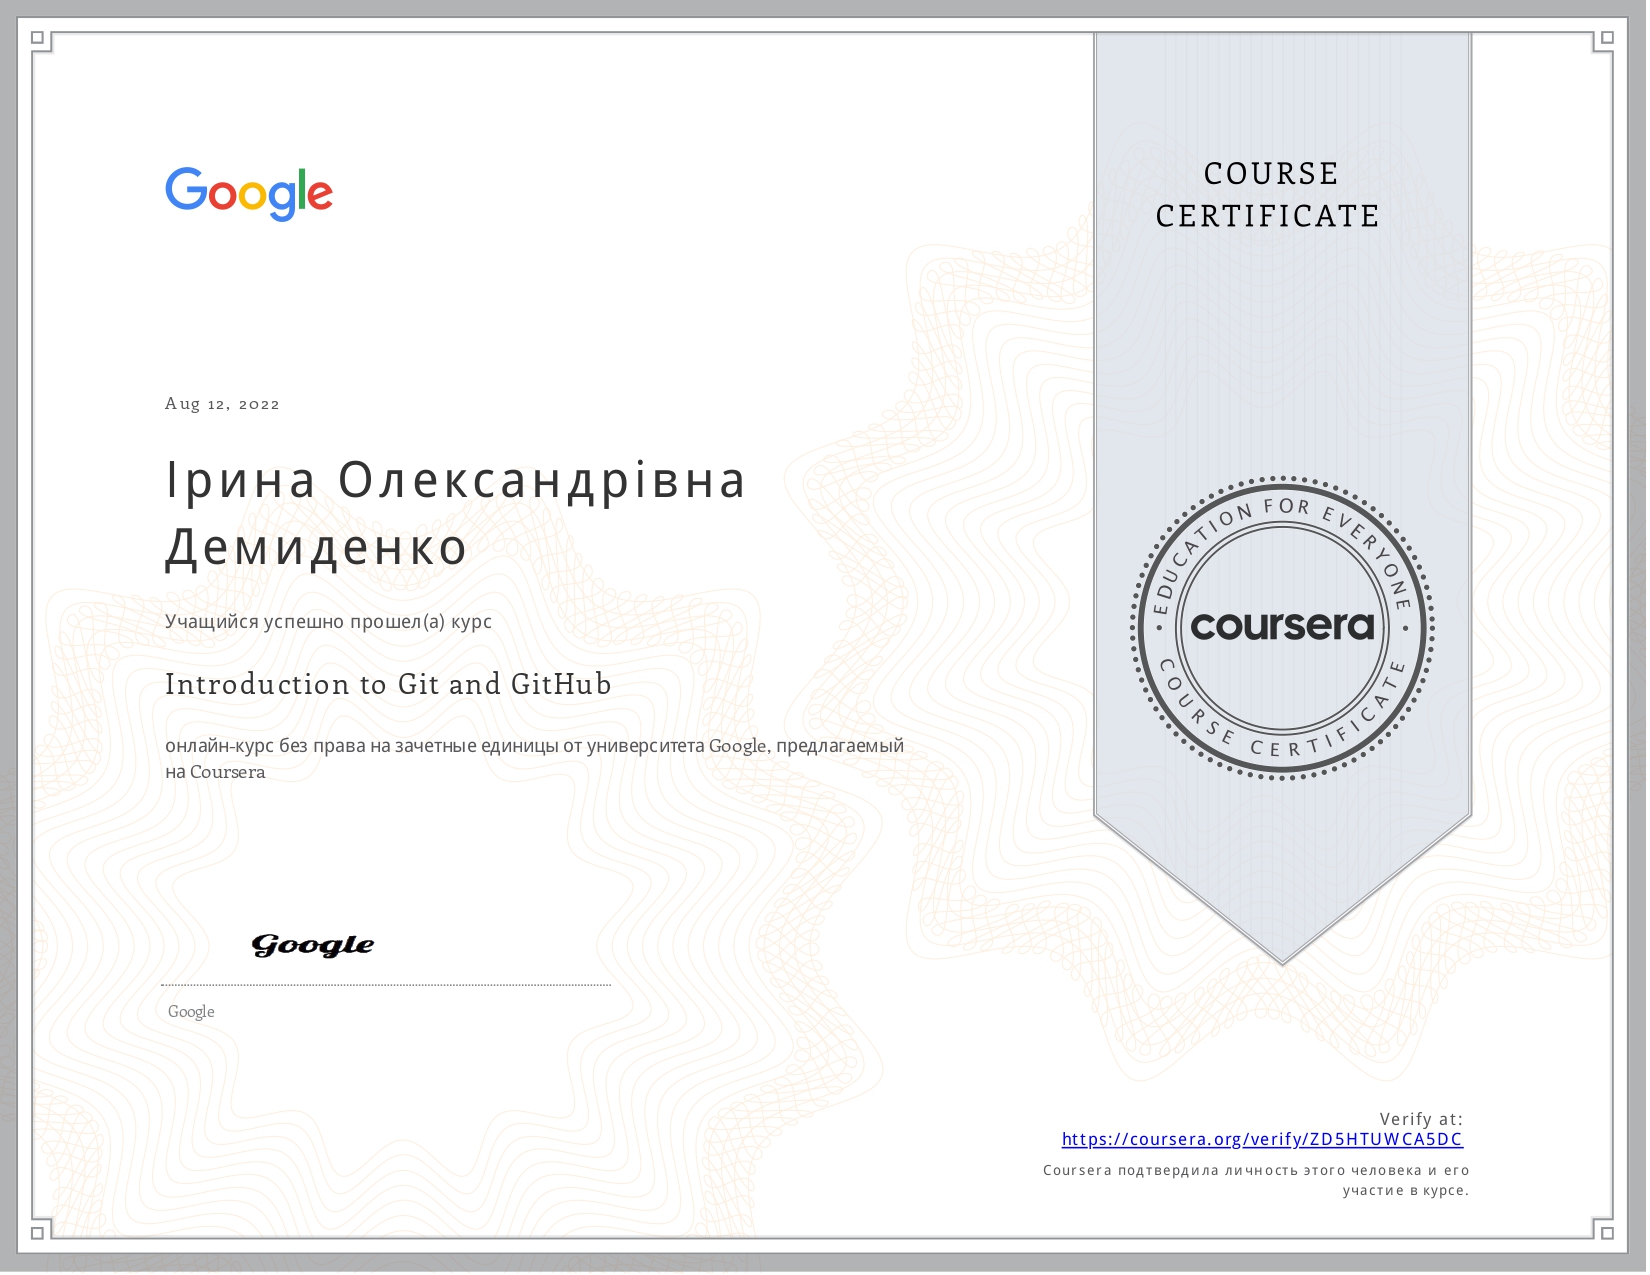 Google
COURSE
CERTIFICATE
Aug 12, 2022
Ірина Олександрівна
Демиденко
Учащийся успешно прошел(а) курс
Introduction to Git and GitHub
онлайн-курс без права на зачетные единицы от университета Google, предлагаемый
на Coursera
EDUCATION FOR EVERYONE
coursera
COURSE CERTIFICATE
Google
Google
Verify at:
https://coursera.org/verify/ZD5HTUWCA5DC
Coursera подтвердила личность этого человека и его
участие в курсе.